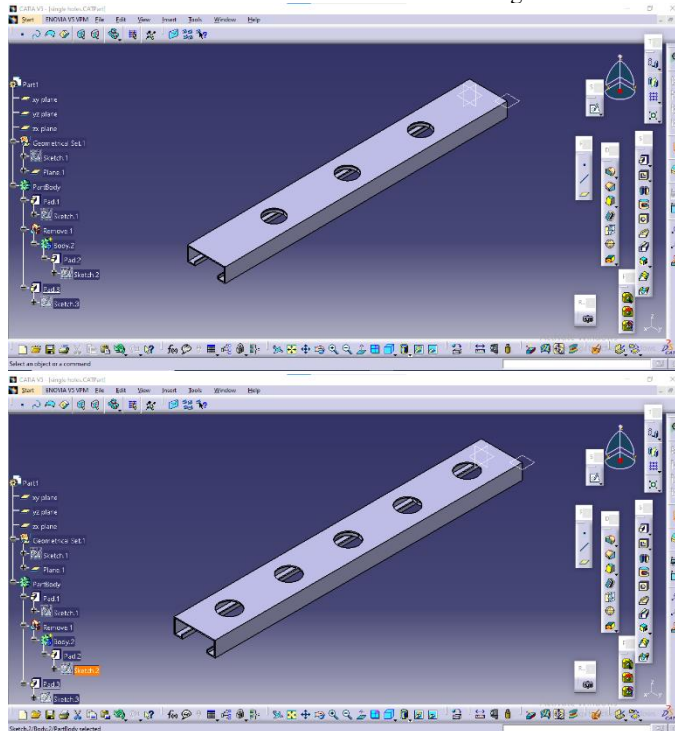 CATIA V5 - [single holes.CATPart]
Start ENOVIA V5 VPM File Edit View Insert Tools Window Help
Part1
xy plane
yz plane
zx plane
Geometrical Set.1
Sketch.1
Plane.1
PartBody
Pad.1
Sketch.1
Remove.1
Body.2
Pad.2
Sketch.2
Pad.3
Sketch.3
Select an object or a command
CATIA V5 - [single holes.CATPart]
Start ENOVIA V5 VPM File Edit View Insert Tools Window Help
Part1
xy plane
yz plane
zx plane
Geometrical Set.1
Sketch.1
Plane.1
PartBody
Pad.1
Sketch.1
Remove.1
Body.2
Pad.2
Sketch.2
Pad.3
Sketch.3
Sketch.2/Body.2/PartBody selected